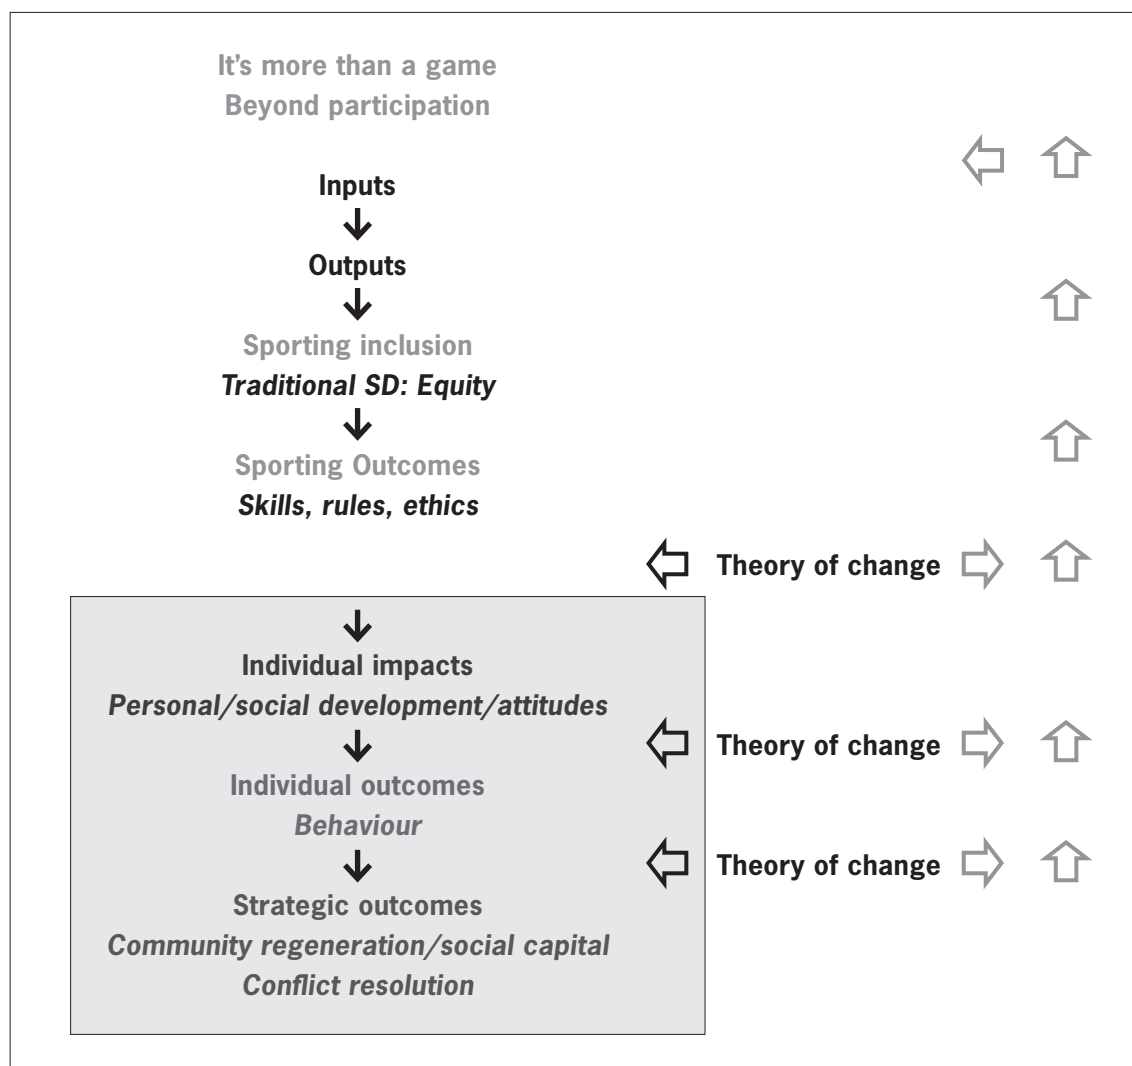 It's more than a game
Beyond participation
Inputs
Outputs
Sporting inclusion
Traditional SD: Equity
Sporting Outcomes
Skills, rules, ethics
Theory of change
Individual impacts
Personal/social development/attitudes
Theory of change
Individual outcomes
Behaviour
Theory of change
Strategic outcomes
Community regeneration/social capital
Conflict resolution